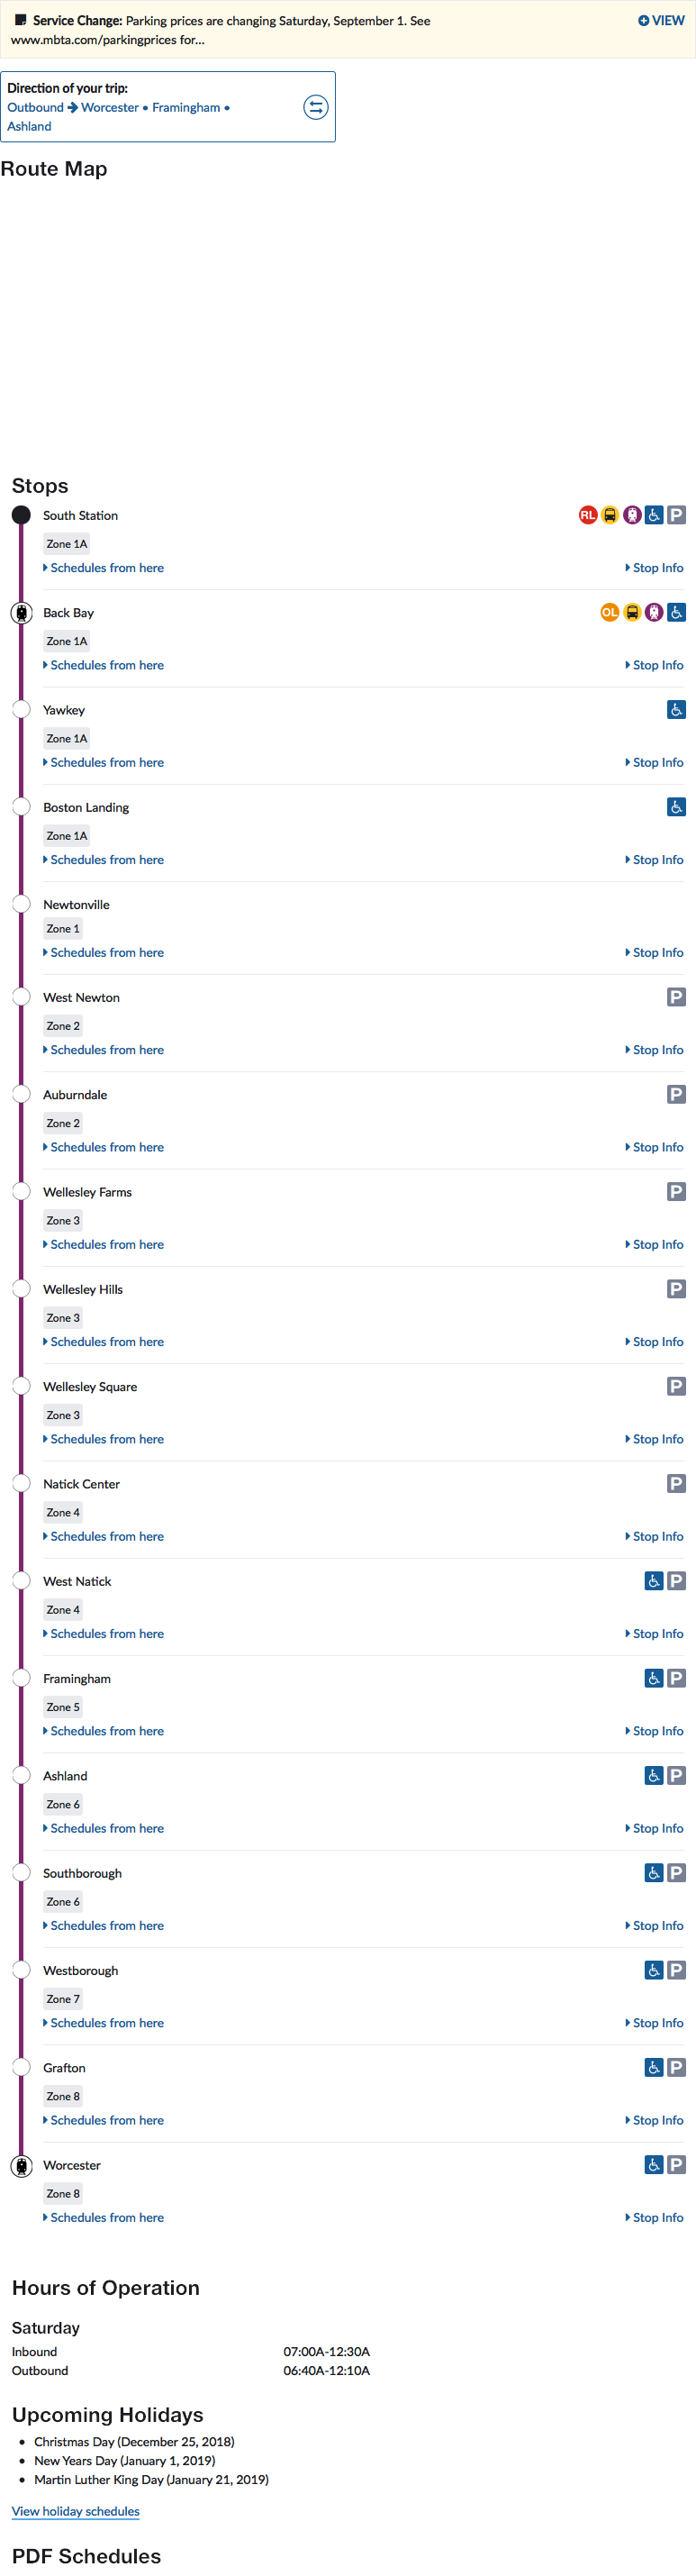 Service Change: Parking prices are changing Saturday, September 1. See
VIEW
www.mbta.com/parkingprices for...
Direction of your trip:
Outbound → Worcester • Framingham •
Ashland
Route Map
Stops
South Station
RL
P
Zone 1A
Schedules from here
Stop Info
Back Bay
OL
Zone 1A
Schedules from here
Stop Info
Yawkey
Zone 1A
Schedules from here
Stop Info
Boston Landing
Zone 1A
Schedules from here
Stop Info
Newtonville
Zone 1
Schedules from here
Stop Info
West Newton
P
Zone 2
Schedules from here
Stop Info
Auburndale
P
Zone 2
Schedules from here
Stop Info
Wellesley Farms
P
Zone 3
Schedules from here
Stop Info
Wellesley Hills
P
Zone 3
Schedules from here
Stop Info
Wellesley Square
P
Zone 3
Schedules from here
Stop Info
Natick Center
P
Zone 4
Schedules from here
Stop Info
West Natick
P
Zone 4
Schedules from here
Stop Info
Framingham
P
Zone 5
Schedules from here
Stop Info
Ashland
P
Zone 6
Schedules from here
Stop Info
Southborough
P
Zone 6
Schedules from here
Stop Info
Westborough
P
Zone 7
Schedules from here
Stop Info
Grafton
P
Zone 8
Schedules from here
Stop Info
Worcester
P
Zone 8
Schedules from here
Stop Info
Hours of Operation
Saturday
Inbound 07:00A-12:30A
Outbound 06:40A-12:10A
Upcoming Holidays
• Christmas Day (December 25, 2018)
• New Years Day (January 1, 2019)
• Martin Luther King Day (January 21, 2019)
View holiday schedules
PDF Schedules